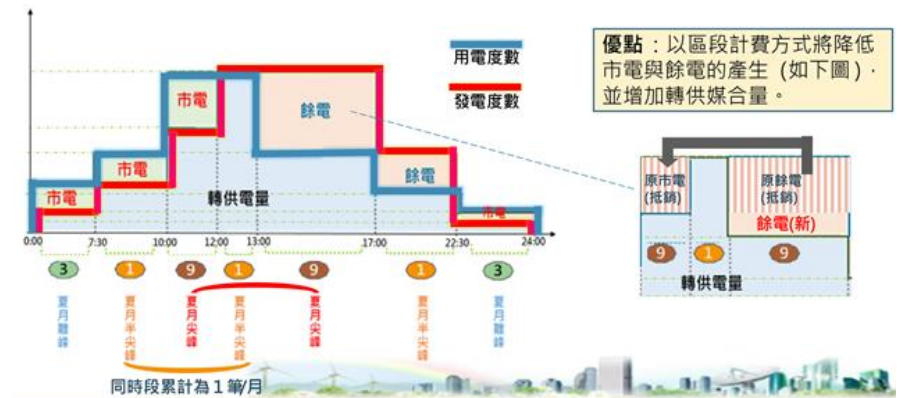 用電度數
發電度數
優點：以區段計費方式將降低
市電與餘電的產生 (如下圖)，
並增加轉供媒合量。
市電
餘電
市電
餘電
市電
市電
轉供電量
0:00
7:30
10:00
12:00
13:00
17:00
22:30
24:00
3
1
9
1
9
1
3
夏月離峰
夏月半尖峰
夏月尖峰
夏月半尖峰
夏月尖峰
夏月半尖峰
夏月離峰
同時段累計為1筆/月
原市電
(抵銷)
原餘電
(抵銷)
餘電(新)
9
1
9
轉供電量